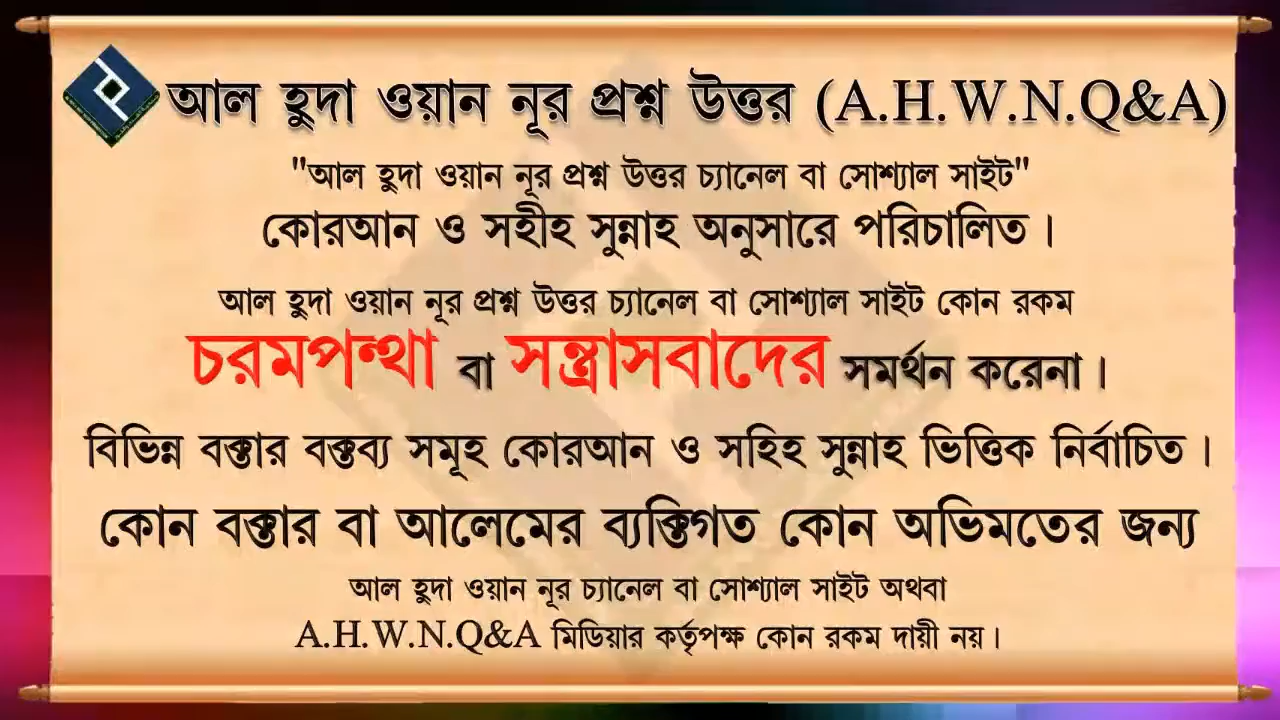 আল হুদা ওয়ান নূর প্রশ্ন উত্তর (A.H.W.N.Q&A)
"আল হুদা ওয়ান নূর প্রশ্ন উত্তর চ্যানেল বা সোশ্যাল সাইট"
কোরআন ও সহীহ সুন্নাহ অনুসারে পরিচালিত।
আল হুদা ওয়ান নূর প্রশ্ন উত্তর চ্যানেল বা সোশ্যাল সাইট কোন রকম
চরমপন্থা বা সন্ত্রাসবাদের সমর্থন করেনা।
বিভিন্ন বক্তার বক্তব্য সমূহ কোরআন ও সহিহ সুন্নাহ ভিত্তিক নির্বাচিত।
কোন বক্তার বা আলেমের ব্যক্তিগত কোন অভিমতের জন্য
আল হুদা ওয়ান নূর চ্যানেল বা সোশ্যাল সাইট অথবা
A.H.W.N.Q&A মিডিয়ার কর্তৃপক্ষ কোন রকম দায়ী নয়।